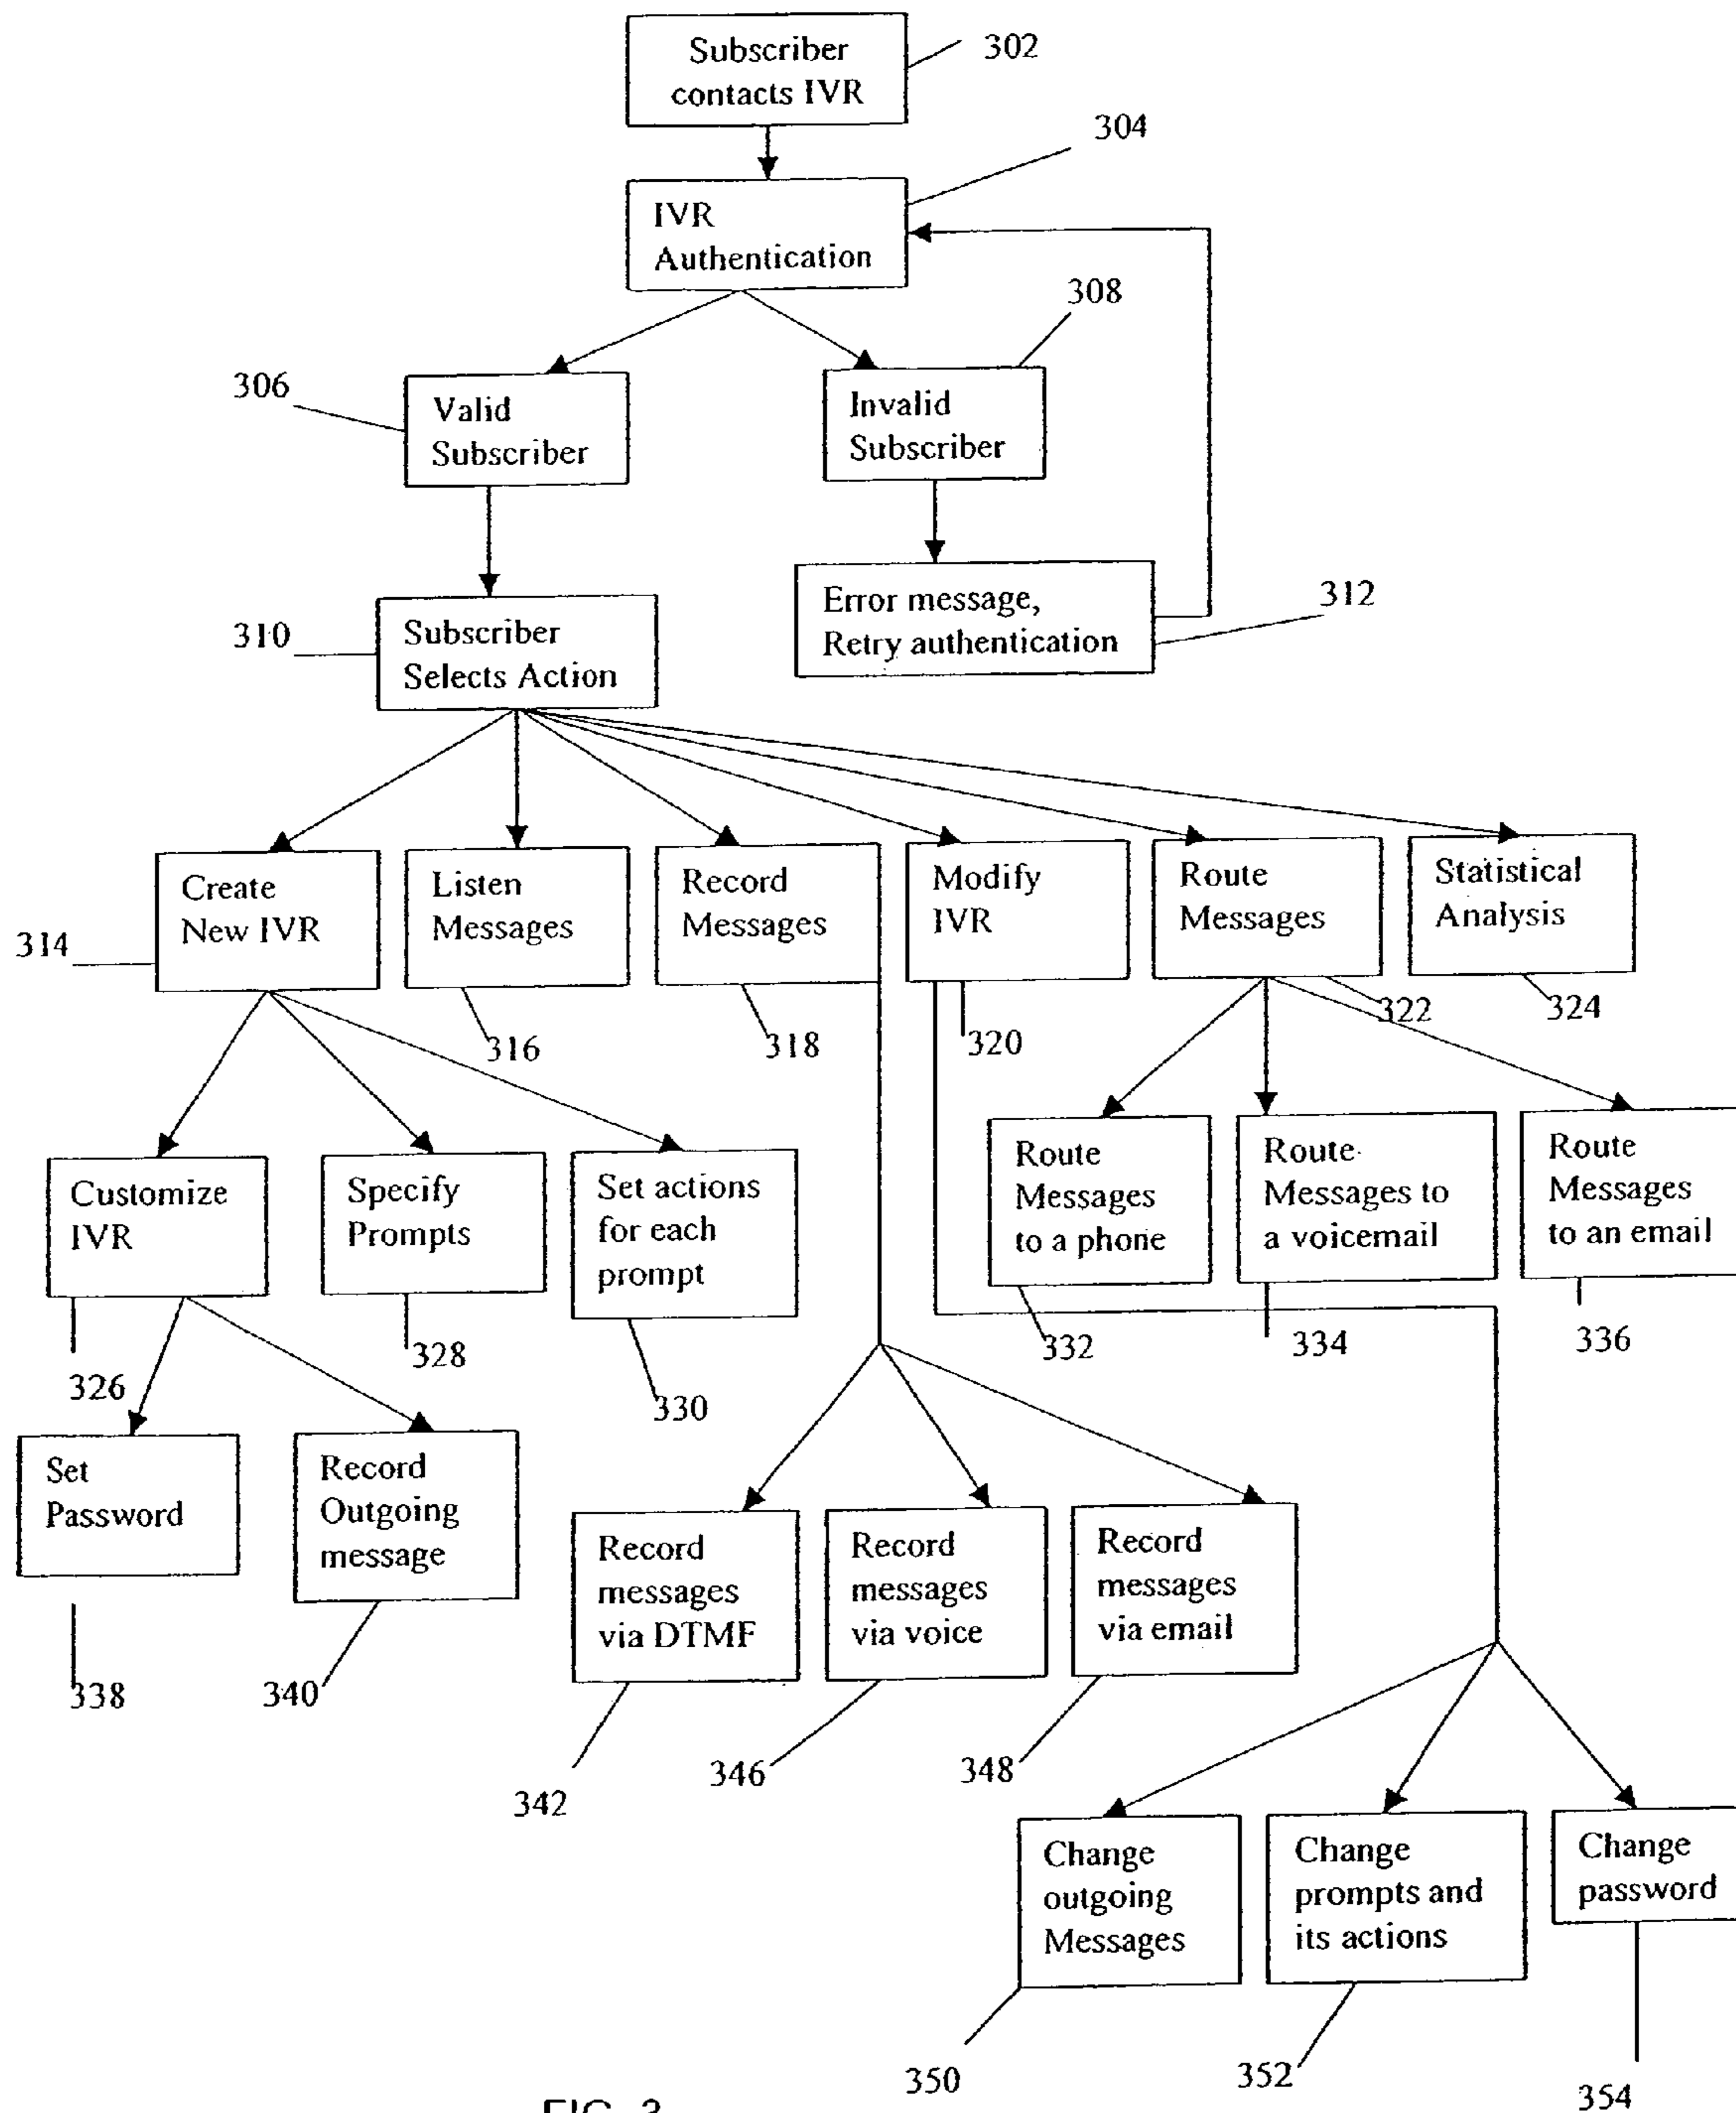 Subscriber
contacts IVR
302
304
IVR
Authentication
308
306
Valid
Subscriber
Invalid
Subscriber
312
310
Subscriber
Selects Action
Error message,
Retry authentication
314
Create
New IVR
Listen
Messages
Record
Messages
Modify
IVR
Route
Messages
Statistical
Analysis
316
318
320
322
324
Customize
IVR
Specify
Prompts
Set actions
for each
prompt
Route
Messages
to a phone
Route
Messages to
a voicemail
Route
Messages
to an email
326
328
330
332
334
336
Set
Password
Record
Outgoing
message
Record
messages
via DTMF
Record
messages
via voice
Record
messages
via email
338
340
342
346
348
Change
outgoing
Messages
Change
prompts and
its actions
Change
password
350
352
354
FIG. 3